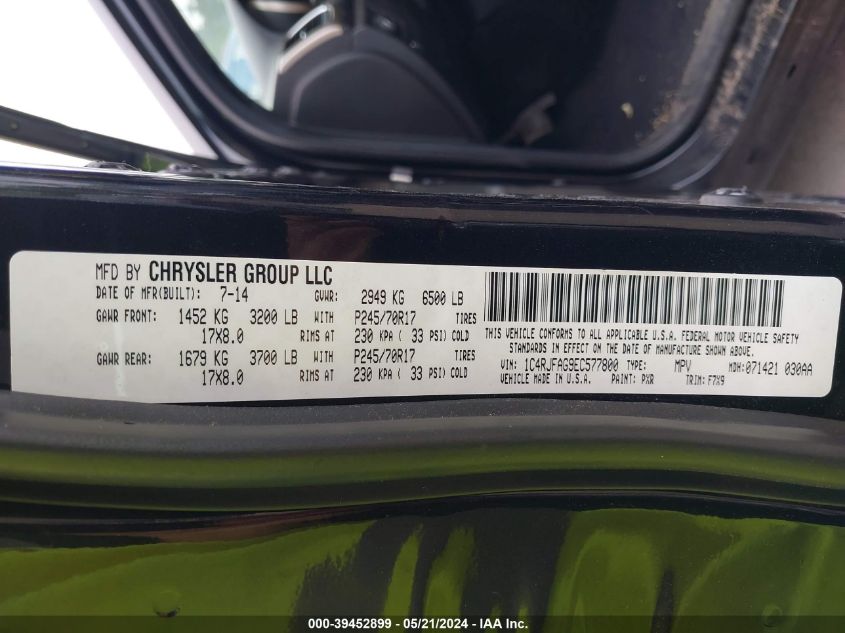 MFD BY CHRYSLER GROUP LLC
DATE OF MFR(BUILT): 7-14 GVWR: 2949 KG 6500 LB
GAWR FRONT: 1452 KG 3200 LB WITH P245/70R17 TIRES
17X8.0 RIMS AT 230 KPA ( 33 PSI) COLD
GAWR REAR: 1679 KG 3700 LB WITH P245/70R17 TIRES
17X8.0 RIMS AT 230 KPA ( 33 PSI) COLD
THIS VEHICLE CONFORMS TO ALL APPLICABLE U.S.A. FEDERAL MOTOR VEHICLE SAFETY
STANDARDS IN EFFECT ON THE DATE OF MANUFACTURE SHOWN ABOVE.
VIN: 1C4RJFAG9EC577800 TYPE: MPV MDH: 071421 030AA
VEHICLE MADE IN U.S.A. PAINT: PXR TRIM: F7X9
000-39452899 - 05/21/2024 - IAA Inc.